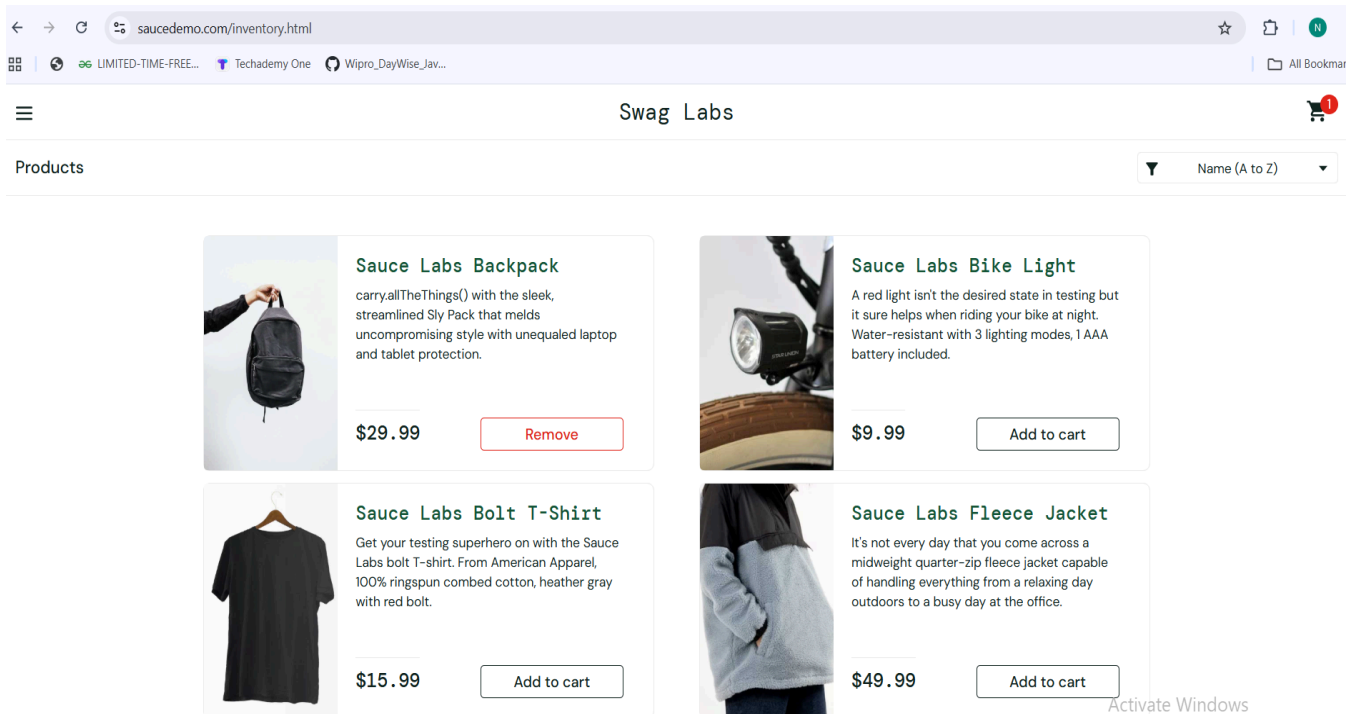 saucedemo.com/inventory.html
N
LIMITED-TIME-FREE... Techademy One Wipro_DayWise_Jav... All Bookmar
Swag Labs
1
Products
Name (A to Z)
Sauce Labs Backpack
carry.allTheThings() with the sleek,
streamlined Sly Pack that melds
uncompromising style with unequaled laptop
and tablet protection.
$29.99
Remove
Sauce Labs Bike Light
A red light isn't the desired state in testing but
it sure helps when riding your bike at night.
Water-resistant with 3 lighting modes, 1 AAA
battery included.
$9.99
Add to cart
Sauce Labs Bolt T-Shirt
Get your testing superhero on with the Sauce
Labs bolt T-shirt. From American Apparel,
100% ringspun combed cotton, heather gray
with red bolt.
$15.99
Add to cart
Sauce Labs Fleece Jacket
It's not every day that you come across a
midweight quarter-zip fleece jacket capable
of handling everything from a relaxing day
outdoors to a busy day at the office.
$49.99
Add to cart
Activate Windows